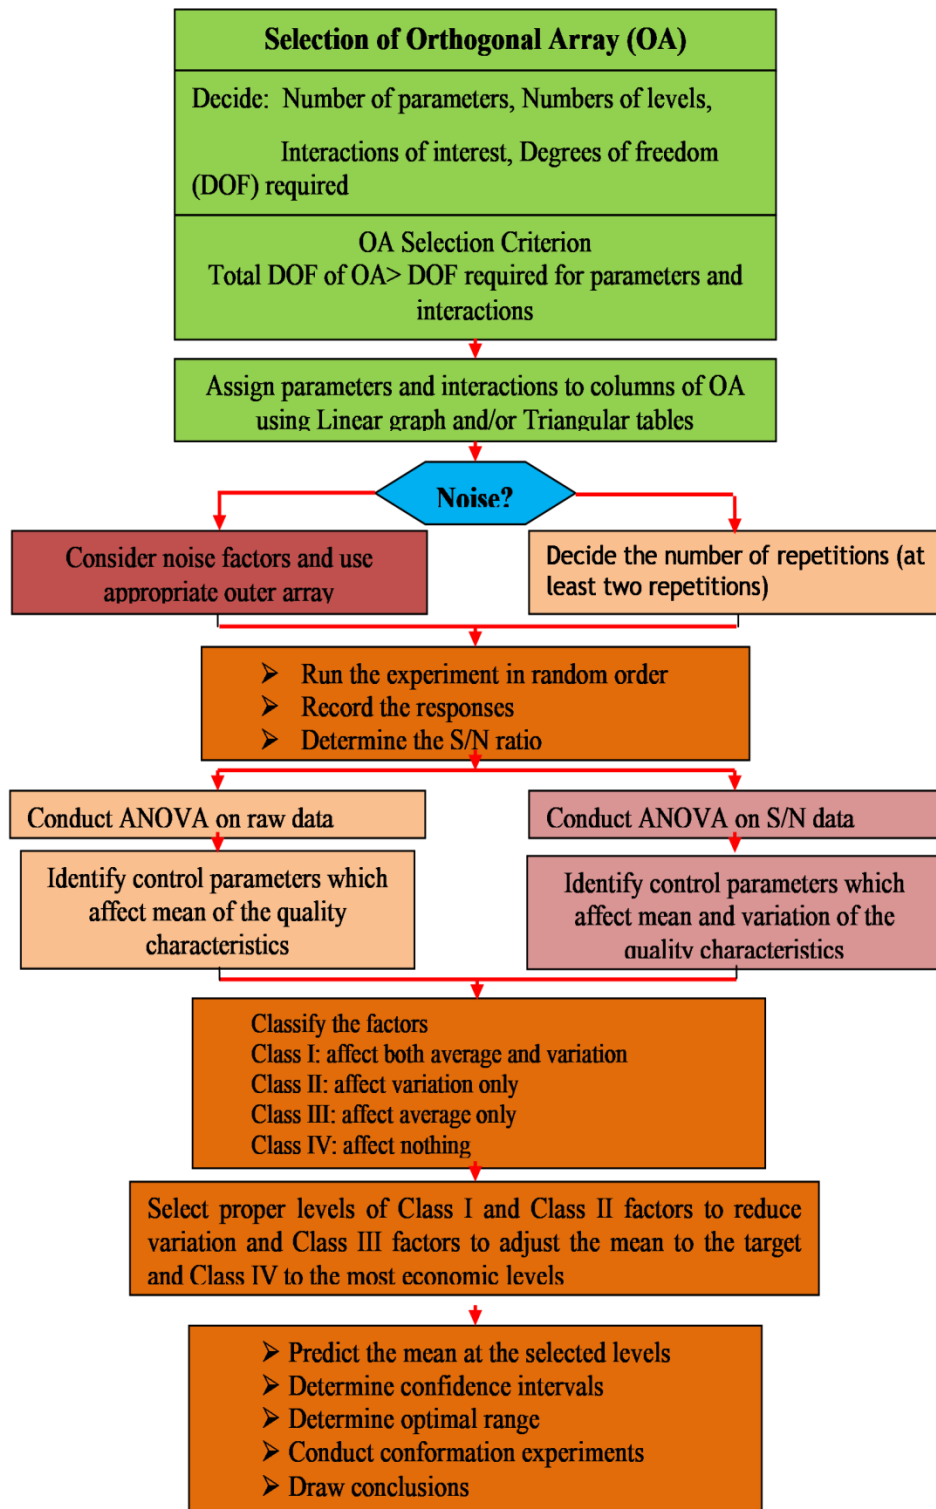 Selection of Orthogonal Array (OA)
Decide: Number of parameters, Numbers of levels,
Interactions of interest, Degrees of freedom
(DOF) required
OA Selection Criterion
Total DOF of OA> DOF required for parameters and
interactions
Assign parameters and interactions to columns of OA
using Linear graph and/or Triangular tables
Noise?
Consider noise factors and use
appropriate outer array
Decide the number of repetitions (at
least two repetitions)
➢ Run the experiment in random order
➢ Record the responses
➢ Determine the S/N ratio
Conduct ANOVA on raw data
Conduct ANOVA on S/N data
Identify control parameters which
affect mean of the quality
characteristics
Identify control parameters which
affect mean and variation of the
quality characteristics
Classify the factors
Class I: affect both average and variation
Class II: affect variation only
Class III: affect average only
Class IV: affect nothing
Select proper levels of Class I and Class II factors to reduce
variation and Class III factors to adjust the mean to the target
and Class IV to the most economic levels
➢ Predict the mean at the selected levels
➢ Determine confidence intervals
➢ Determine optimal range
➢ Conduct conformation experiments
➢ Draw conclusions